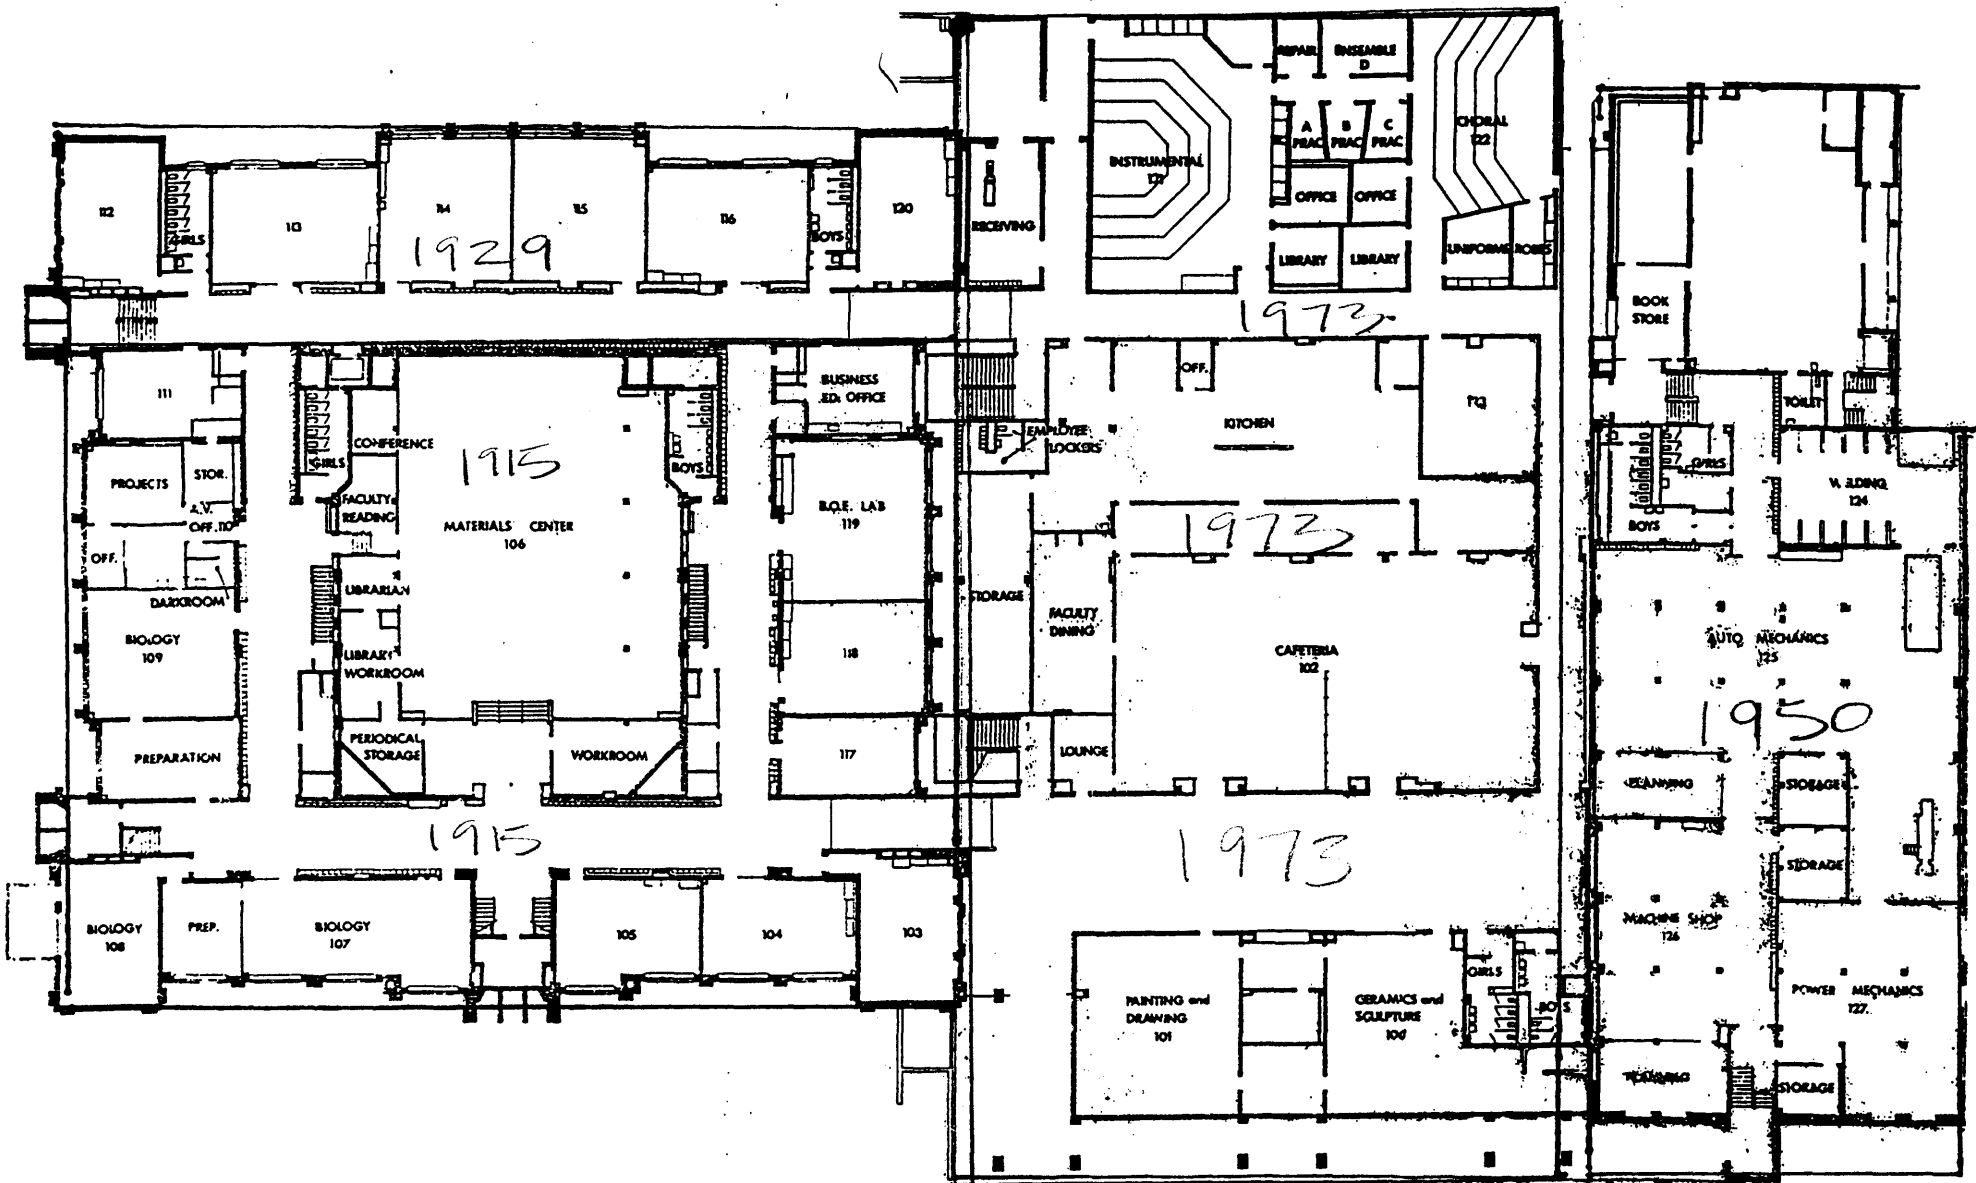 REPAIR
ENSEMBLE
D
A
PRAC
B
PRAC
C
PRAC
CHORAL
122
INSTRUMENTAL
121
OFFICE
OFFICE
LIBRARY
LIBRARY
UNIFORMS
ROBES
RECEIVING
112
GIRLS
113
114
115
116
BOYS
120
1929
1973
BOOK
STORE
111
BUSINESS
ED. OFFICE
OFF.
KITCHEN
113
TOILET
EMPLOYEE
LOCKERS
CONFERENCE
GIRLS
BOYS
1915
PROJECTS
STOR.
A.V.
OFF. 110
OFF.
DARKROOM
FACULTY
READING
MATERIALS CENTER
106
B.O.E. LAB
119
1973
GIRLS
BOYS
124
LIBRARIAN
STORAGE
FACULTY
DINING
CAFETERIA
102
AUTO MECHANICS
125
BIOLOGY
109
LIBRARY
WORKROOM
118
1950
PREPARATION
PERIODICAL
STORAGE
WORKROOM
117
LOUNGE
PLANNING
STORAGE
1915
1973
STORAGE
BIOLOGY
108
PREP.
BIOLOGY
107
105
104
103
MACHINE SHOP
126
GIRLS
BOYS
PAINTING and
DRAWING
101
CERAMICS and
SCULPTURE
100
POWER MECHANICS
127
STORAGE